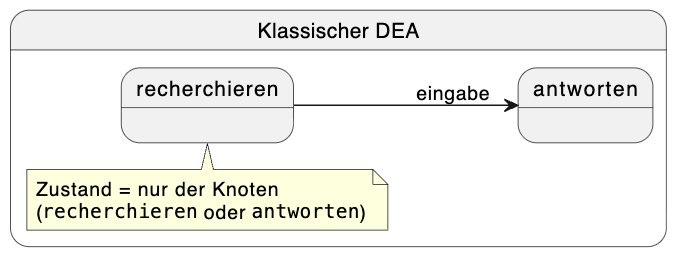 Klassischer DEA
recherchieren
eingabe
antworten
Zustand = nur der Knoten
(recherchieren oder antworten)